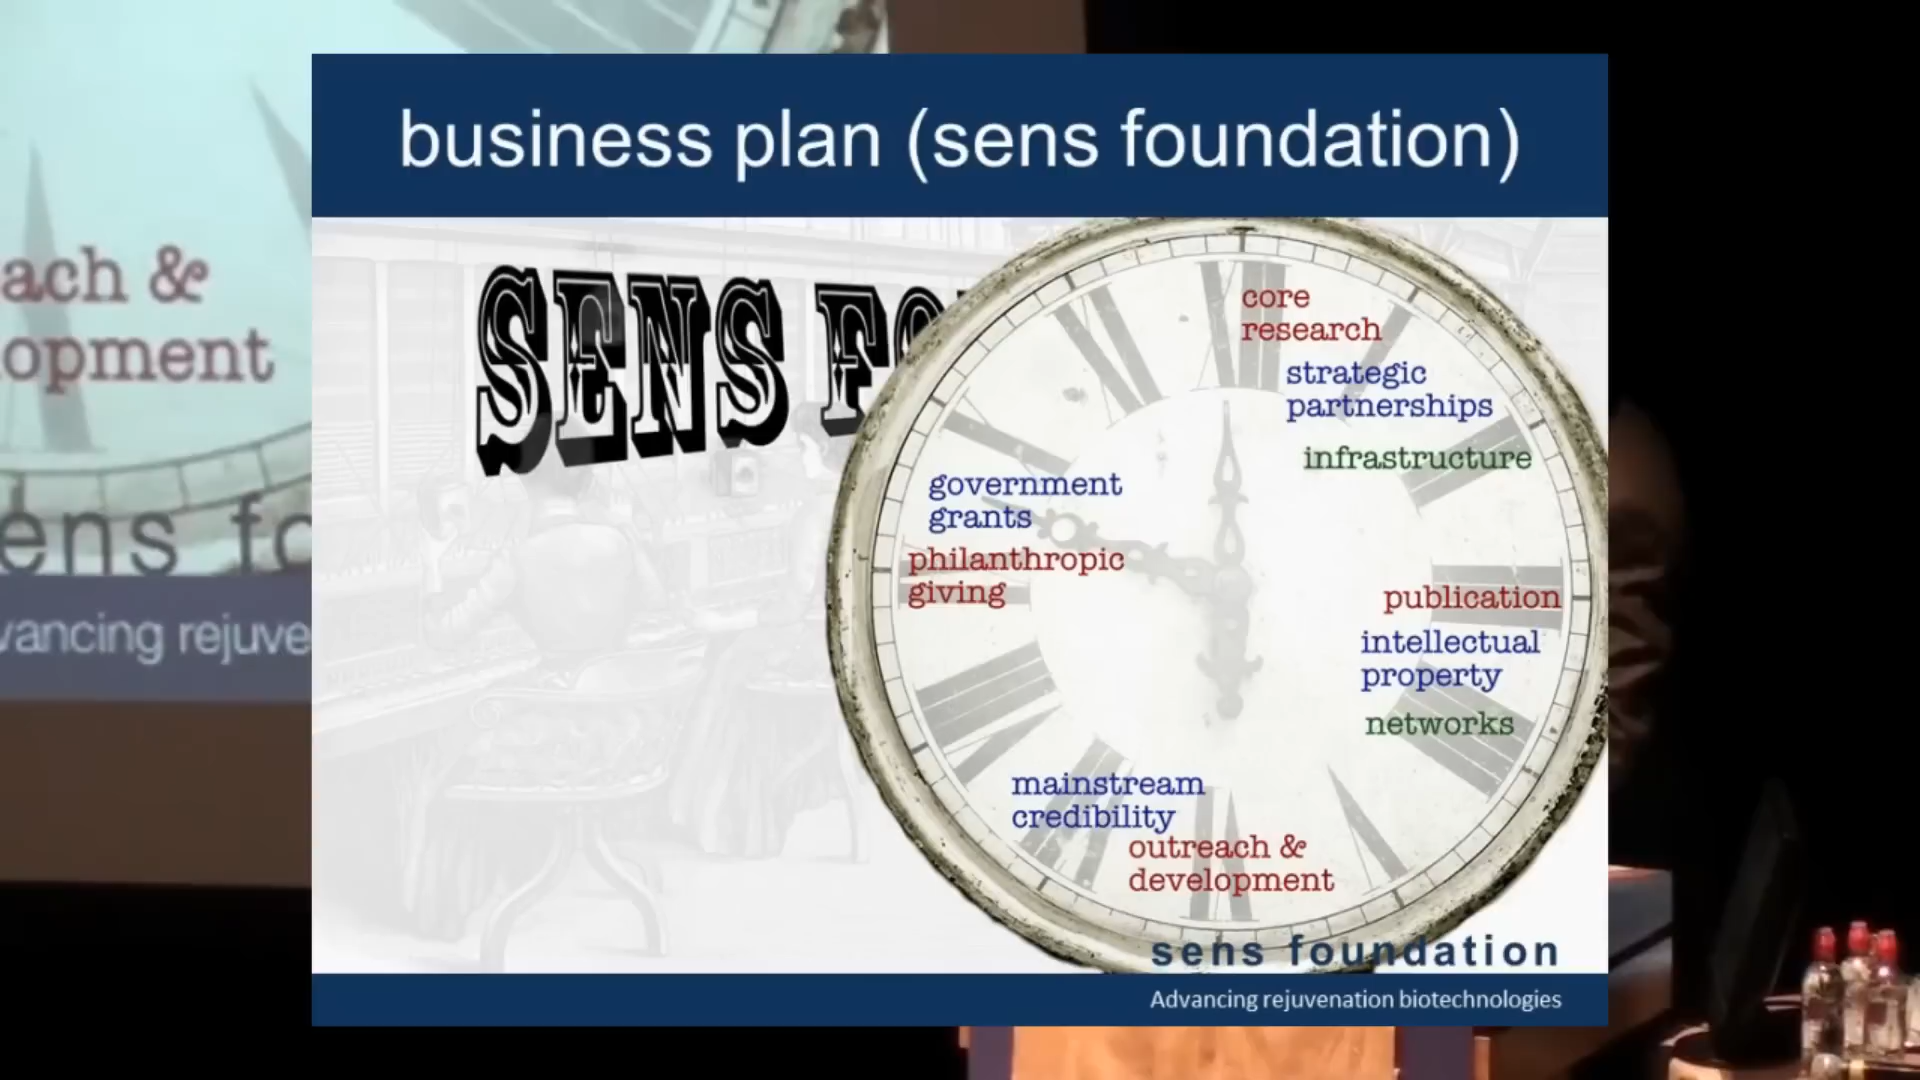 business plan (sens foundation)
SENS FO
core
research
strategic
partnerships
infrastructure
government
grants
philanthropic
giving
publication
intellectual
property
networks
mainstream
credibility
outreach &
development
sens foundation
Advancing rejuvenation biotechnologies
ach &
opment
ens fo
vancing rejuve